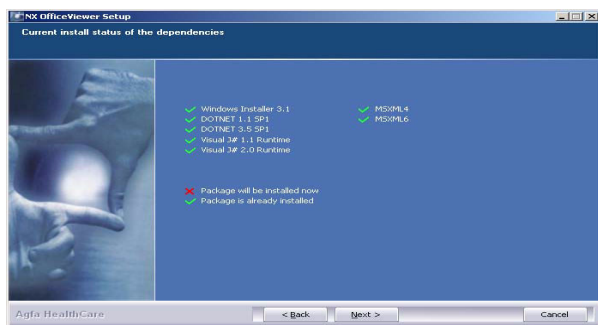 NX OfficeViewer Setup
Current install status of the dependencies
Windows Installer 3.1
DOTNET 1.1 SP1
DOTNET 3.5 SP1
Visual J# 1.1 Runtime
Visual J# 2.0 Runtime
MSXML4
MSXML6
Package will be installed now
Package is already installed
Agfa HealthCare
< Back
Next >
Cancel